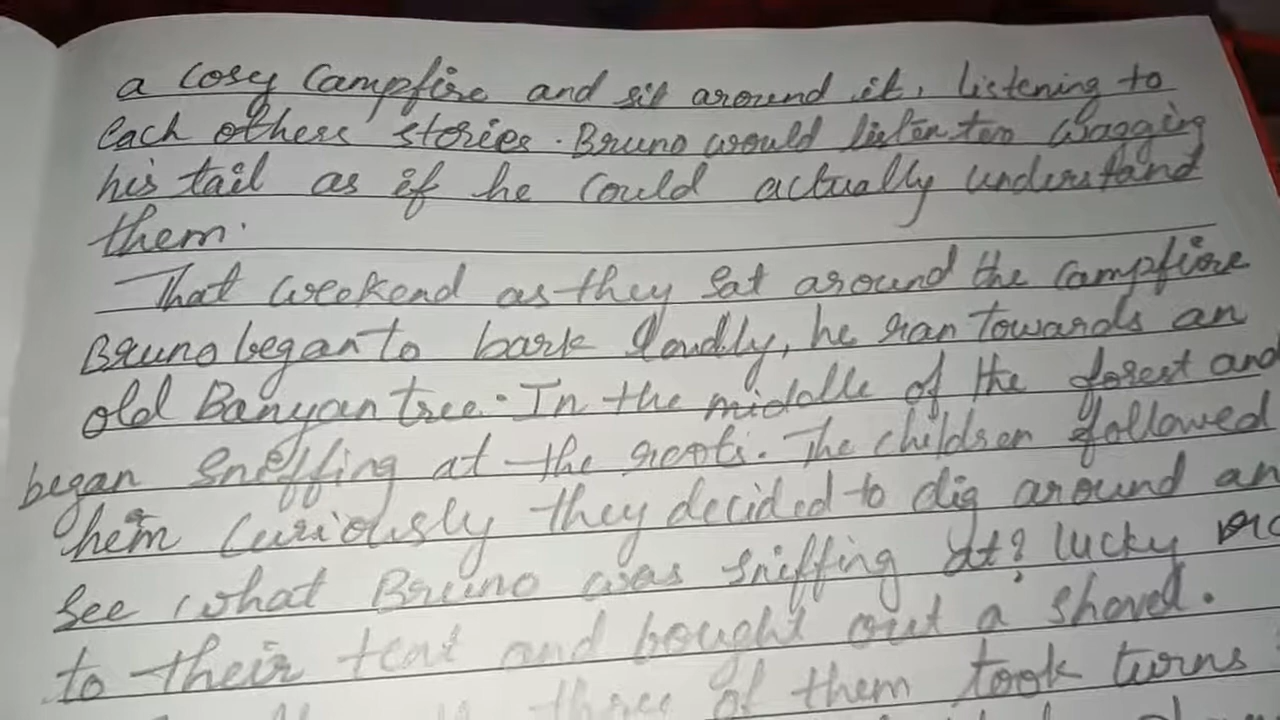 a cosy Campfire and sit around it, listening to
each others' stories. Bruno would listen too wagging
his tail as if he could actually understand
them.
That weekend as they sat around the campfire
Bruno began to bark loudly, he ran towards an
old Banyan tree. In the middle of the forest and
began sneffing at the roots. The children followed
him Curiously they decided to dig around an
See what Bruno was sniffing at? lucky
to their tent and bought out a shovel.
three of them took turns